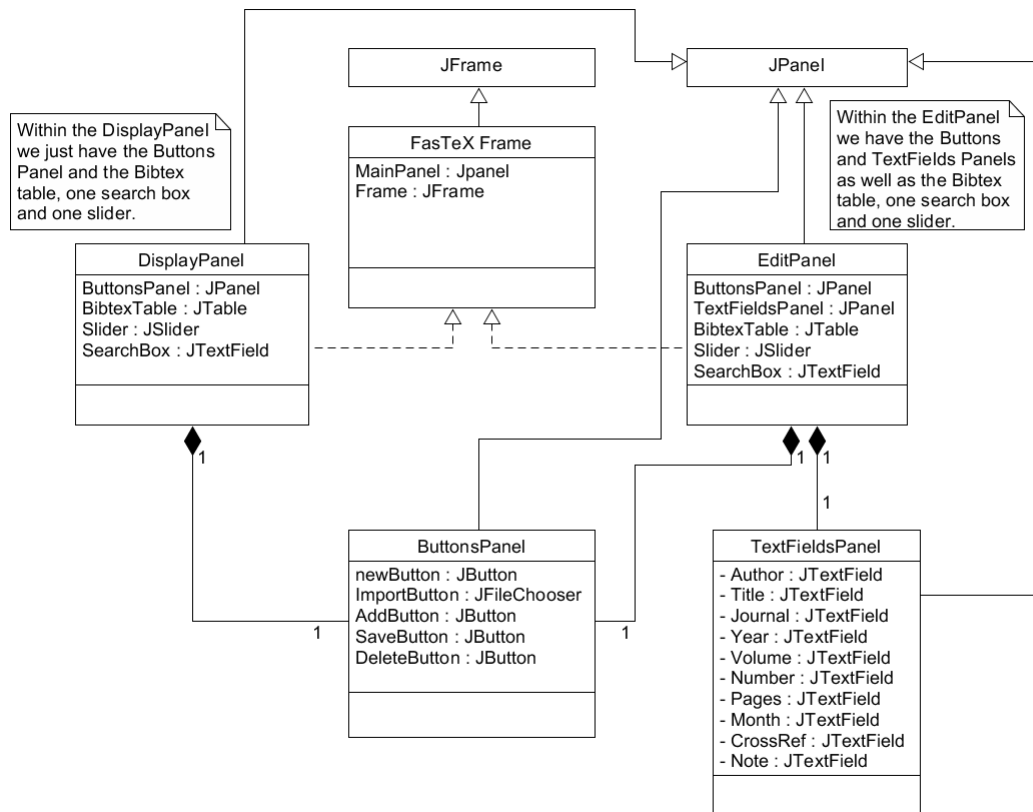 JFrame
JPanel
Within the DisplayPanel
we just have the Buttons
Panel and the Bibtex
table, one search box
and one slider.
FasTeX Frame
MainPanel : Jpanel
Frame : JFrame
Within the EditPanel
we have the Buttons
and TextFields Panels
as well as the Bibtex
table, one search box
and one slider.
DisplayPanel
ButtonsPanel : JPanel
BibtexTable : JTable
Slider : JSlider
SearchBox : JTextField
EditPanel
ButtonsPanel : JPanel
TextFieldsPanel : JPanel
BibtexTable : JTable
Slider : JSlider
SearchBox : JTextField
1
1
1
1
ButtonsPanel
newButton : JButton
ImportButton : JFileChooser
AddButton : JButton
SaveButton : JButton
DeleteButton : JButton
1
1
TextFieldsPanel
- Author : JTextField
- Title : JTextField
- Journal : JTextField
- Year : JTextField
- Volume : JTextField
- Number : JTextField
- Pages : JTextField
- Month : JTextField
- CrossRef : JTextField
- Note : JTextField